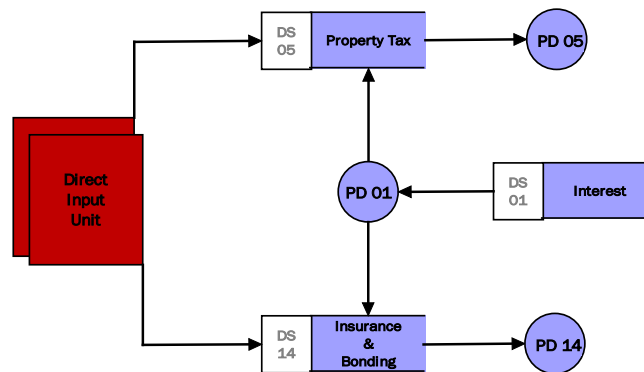 DS
05
Property Tax
PD 05
Direct
Input
Unit
PD 01
DS
01
Interest
DS
14
Insurance
&
Bonding
PD 14